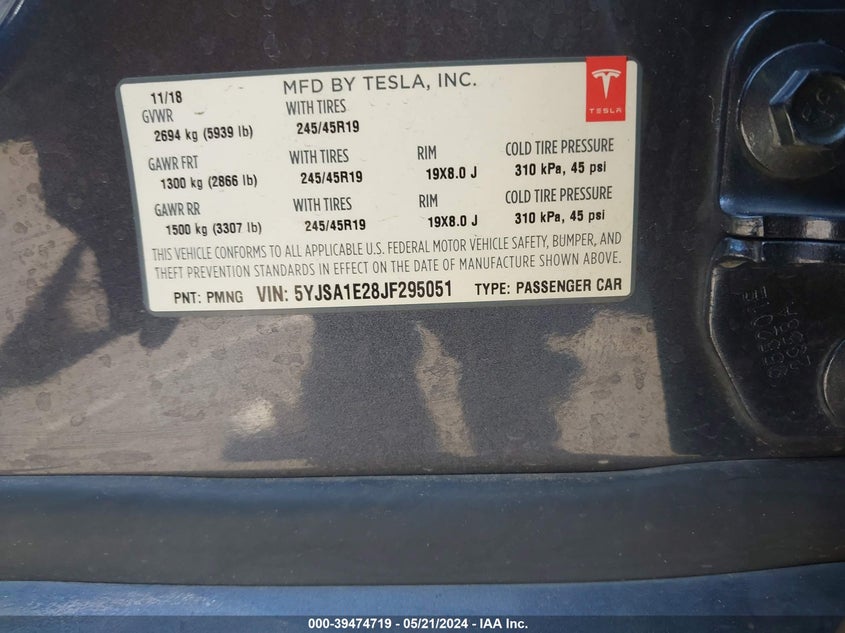 11/18 MFD BY TESLA, INC.
GVWR WITH TIRES
2694 kg (5939 lb) 245/45R19
TESLA
GAWR FRT WITH TIRES RIM COLD TIRE PRESSURE
1300 kg (2866 lb) 245/45R19 19X8.0 J 310 kPa, 45 psi
GAWR RR WITH TIRES RIM COLD TIRE PRESSURE
1500 kg (3307 lb) 245/45R19 19X8.0 J 310 kPa, 45 psi
THIS VEHICLE CONFORMS TO ALL APPLICABLE U.S. FEDERAL MOTOR VEHICLE SAFETY, BUMPER, AND
THEFT PREVENTION STANDARDS IN EFFECT ON THE DATE OF MANUFACTURE SHOWN ABOVE.
PNT: PMNG VIN: 5YJSA1E28JF295051 TYPE: PASSENGER CAR
000-39474719 // 05/21/2024 // IAA Inc.